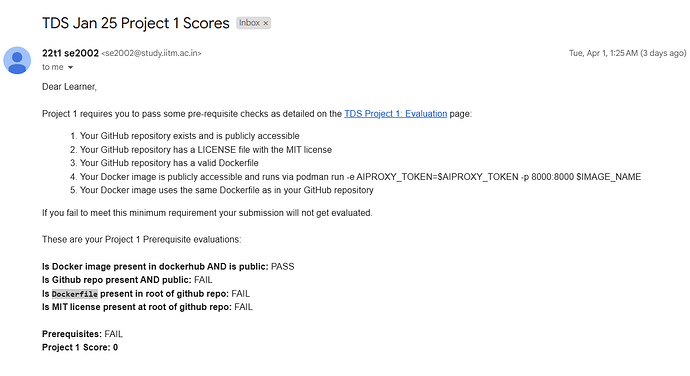 TDS Jan 25 Project 1 Scores Inbox ×
22t1 se2002 <se2002@study.iitm.ac.in> Tue, Apr 1, 1:25 AM (3 days ago)
to me
Dear Learner,
Project 1 requires you to pass some pre-requisite checks as detailed on the TDS Project 1: Evaluation page:
1. Your GitHub repository exists and is publicly accessible
2. Your GitHub repository has a LICENSE file with the MIT license
3. Your GitHub repository has a valid Dockerfile
4. Your Docker image is publicly accessible and runs via podman run -e AIPROXY_TOKEN=$AIPROXY_TOKEN -p 8000:8000 $IMAGE_NAME
5. Your Docker image uses the same Dockerfile as in your GitHub repository
If you fail to meet this minimum requirement your submission will not get evaluated.
These are your Project 1 Prerequisite evaluations:
Is Docker image present in dockerhub AND is public: PASS
Is Github repo present AND public: FAIL
Is Dockerfile present in root of github repo: FAIL
Is MIT license present at root of github repo: FAIL
Prerequisites: FAIL
Project 1 Score: 0